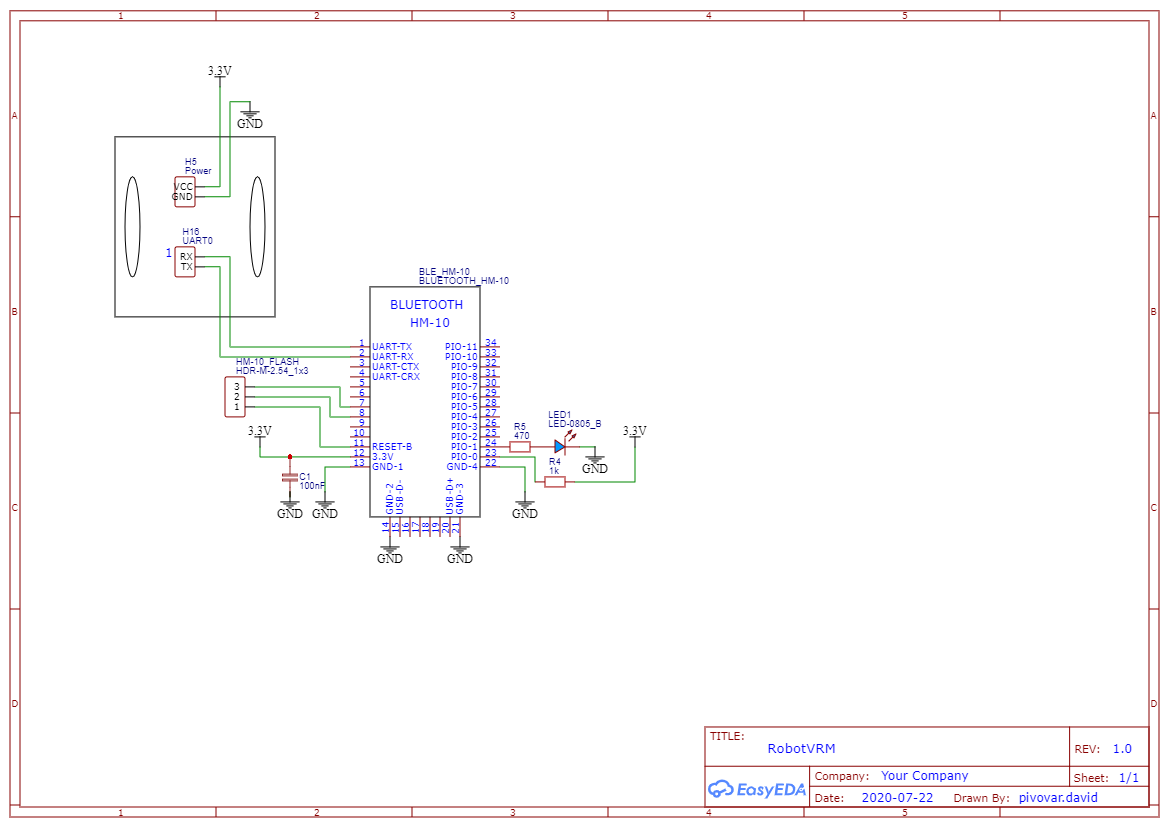 1 2 3 4 5
A A
B B
C C
D D
3.3V
GND
H5
Power
VCC
GND
H16
UART0
1
RX
TX
BLE_HM-10
BLUETOOTH_HM-10
BLUETOOTH
HM-10
1 UART-TX PIO-11 34
2 UART-RX PIO-10 33
3 UART-CTX PIO-9 32
4 UART-CRX PIO-8 31
5 PIO-7 30
6 PIO-6 29
7 PIO-5 28
8 PIO-4 27
9 PIO-3 26
10 PIO-2 25
11 RESET-B PIO-1 24
12 3.3V PIO-0 23
13 GND-1 GND-4 22
HM-10_FLASH
HDR-M-2.54_1x3
3
2
1
3.3V
C1
100nF
GND GND
GND-2 USB-D- USB-D+ GND-3
14 15 16 17 18 19 20 21
GND GND
R5
470
LED1
LED-0805_B
GND
R4
1k
3.3V
GND
TITLE:
RobotVRM
REV: 1.0
EasyEDA
Company: Your Company
Sheet: 1/1
Date: 2020-07-22 Drawn By: pivovar.david
1 2 3 4 5